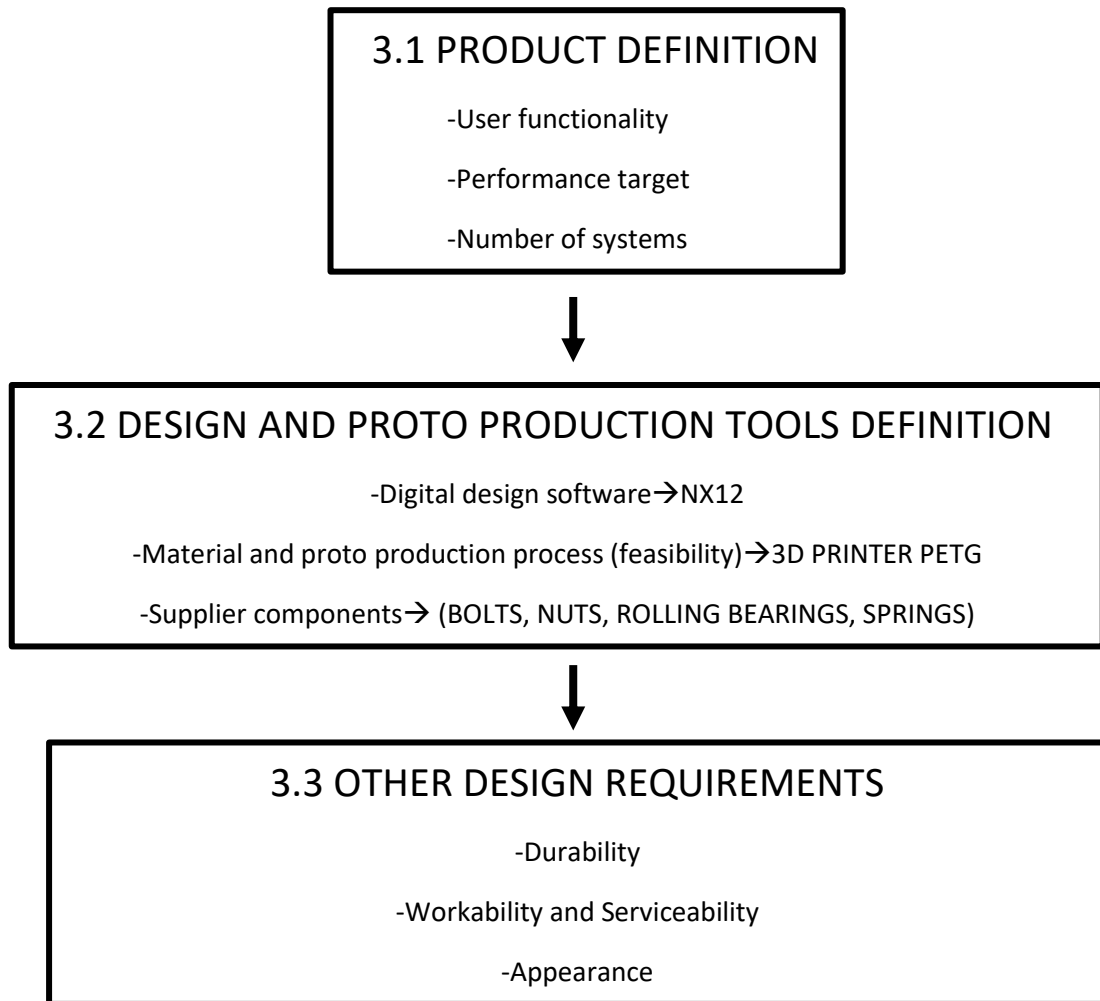 3.1 PRODUCT DEFINITION
-User functionality
-Performance target
-Number of systems
3.2 DESIGN AND PROTO PRODUCTION TOOLS DEFINITION
-Digital design software→NX12
-Material and proto production process (feasibility)→3D PRINTER PETG
-Supplier components→ (BOLTS, NUTS, ROLLING BEARINGS, SPRINGS)
3.3 OTHER DESIGN REQUIREMENTS
-Durability
-Workability and Serviceability
-Appearance